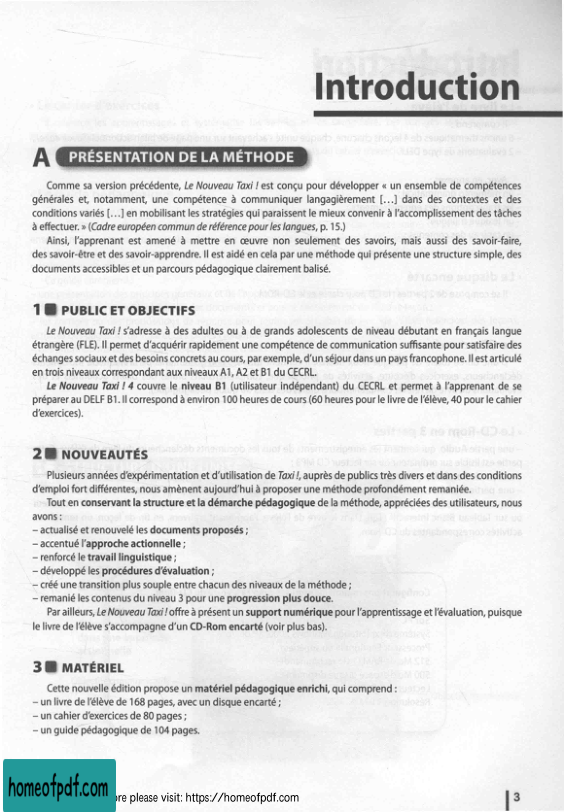 Introduction
A PRÉSENTATION DE LA MÉTHODE
Comme sa version précédente, Le Nouveau Taxi ! est conçu pour développer « un ensemble de compétences
générales et, notamment, une compétence à communiquer langagièrement [...] dans des contextes et des
conditions variés [...] en mobilisant les stratégies qui paraissent le mieux convenir à l'accomplissement des tâches
à effectuer. » (Cadre européen commun de référence pour les langues, p. 15.)
Ainsi, l'apprenant est amené à mettre en œuvre non seulement des savoirs, mais aussi des savoir-faire,
des savoir-être et des savoir-apprendre. Il est aidé en cela par une méthode qui présente une structure simple, des
documents accessibles et un parcours pédagogique clairement balisé.
1 PUBLIC ET OBJECTIFS
Le Nouveau Taxi ! s'adresse à des adultes ou à de grands adolescents de niveau débutant en français langue
étrangère (FLE). Il permet d'acquérir rapidement une compétence de communication suffisante pour satisfaire des
échanges sociaux et des besoins concrets au cours, par exemple, d'un séjour dans un pays francophone. Il est articulé
en trois niveaux correspondant aux niveaux A1, A2 et B1 du CECRL.
Le Nouveau Taxi ! 4 couvre le niveau B1 (utilisateur indépendant) du CECRL et permet à l'apprenant de se
préparer au DELF B1. Il correspond à environ 100 heures de cours (60 heures pour le livre de l'élève, 40 pour le cahier
d'exercices).
2 NOUVEAUTÉS
Plusieurs années d'expérimentation et d'utilisation de Taxi !, auprès de publics très divers et dans des conditions
d'emploi fort différentes, nous amènent aujourd'hui à proposer une méthode profondément remaniée.
Tout en conservant la structure et la démarche pédagogique de la méthode, appréciées des utilisateurs, nous
avons :
– actualisé et renouvelé les documents proposés ;
– accentué l'approche actionnelle ;
– renforcé le travail linguistique ;
– développé les procédures d'évaluation ;
– créé une transition plus souple entre chacun des niveaux de la méthode ;
– remanié les contenus du niveau 3 pour une progression plus douce.
Par ailleurs, Le Nouveau Taxi ! offre à présent un support numérique pour l'apprentissage et l'évaluation, puisque
le livre de l'élève s'accompagne d'un CD-Rom encarté (voir plus bas).
3 MATÉRIEL
Cette nouvelle édition propose un matériel pédagogique enrichi, qui comprend :
– un livre de l'élève de 168 pages, avec un disque encarté ;
– un cahier d'exercices de 80 pages ;
– un guide pédagogique de 104 pages.
homeofpdf.com
re please visit: https://homeofpdf.com
3